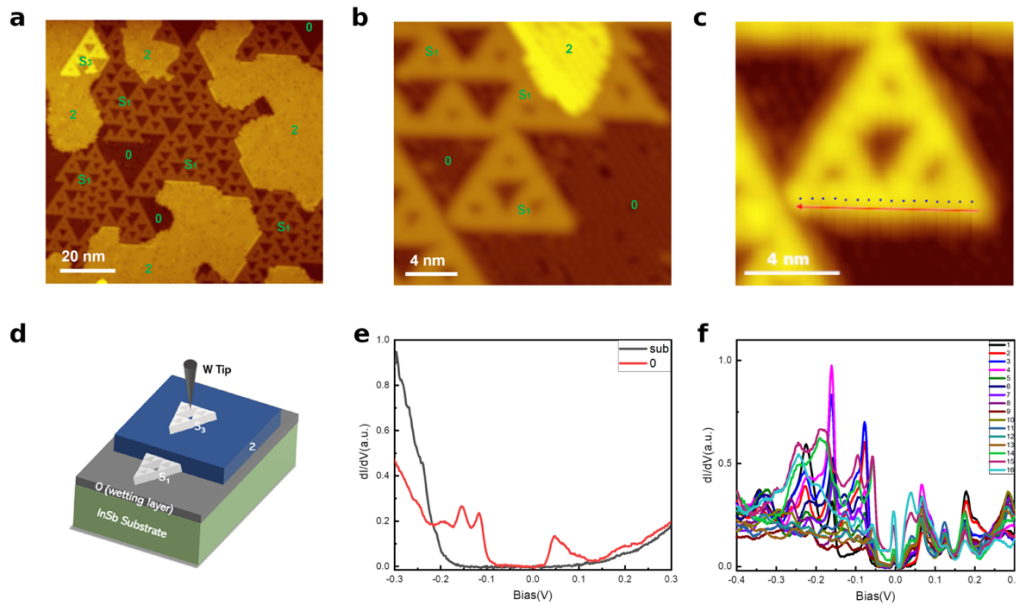 a
b
c
0
S3
2
S1
2
2
0
S1
S1
0
S1
2
20 nm
S1
2
S1
0
0
S1
4 nm
4 nm
d
e
f
W Tip
S3
2
S1
O (wetting layer)
InSb Substrate
1.0
0.8
0.6
0.4
0.2
0.0
dI/dV(a.u.)
sub
0
-0.3
-0.2
-0.1
0.0
0.1
0.2
0.3
Bias(V)
1.0
0.5
0.0
dI/dV(a.u.)
1
2
3
4
5
6
7
8
9
10
11
12
13
14
15
16
-0.4
-0.3
-0.2
-0.1
0.0
0.1
0.2
0.3
Bias(V)